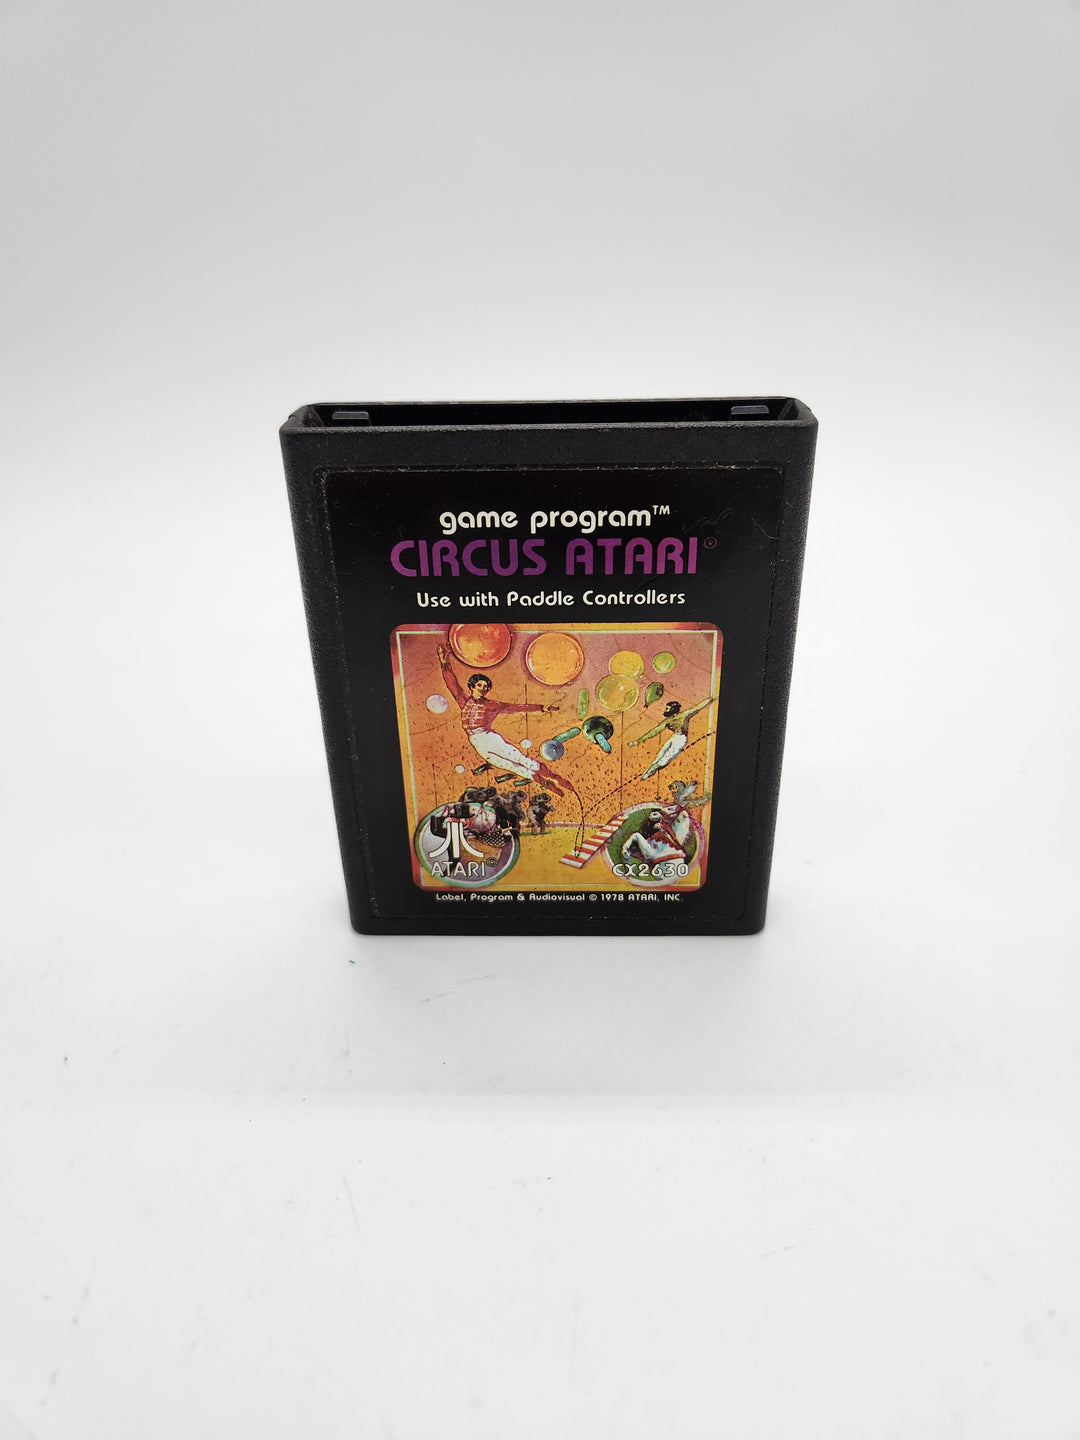 game program™
CIRCUS ATARI®
Use with Paddle Controllers
ATARI®
CX2630
Label, Program & Audiovisual © 1978 ATARI, INC.